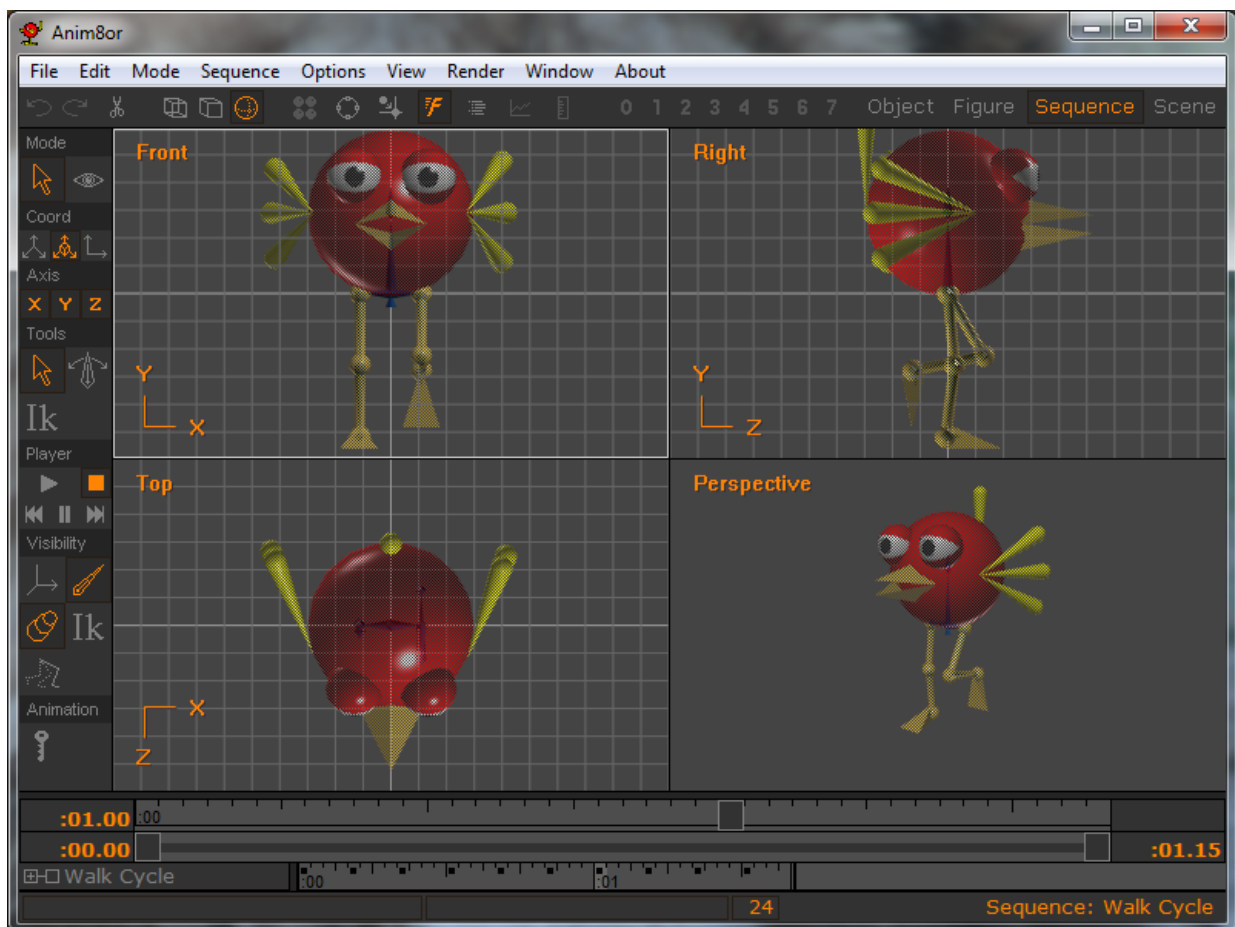 Anim8or
File Edit Mode Sequence Options View Render Window About
0 1 2 3 4 5 6 7 Object Figure Sequence Scene
Mode
Coord
Axis
X Y Z
Tools
Ik
Player
Visibility
Ik
Animation
Front
Y
X
Right
Y
Z
Top
X
Z
Perspective
:01.00 :00
:00.00 :01.15
Walk Cycle :00 :01
24 Sequence: Walk Cycle